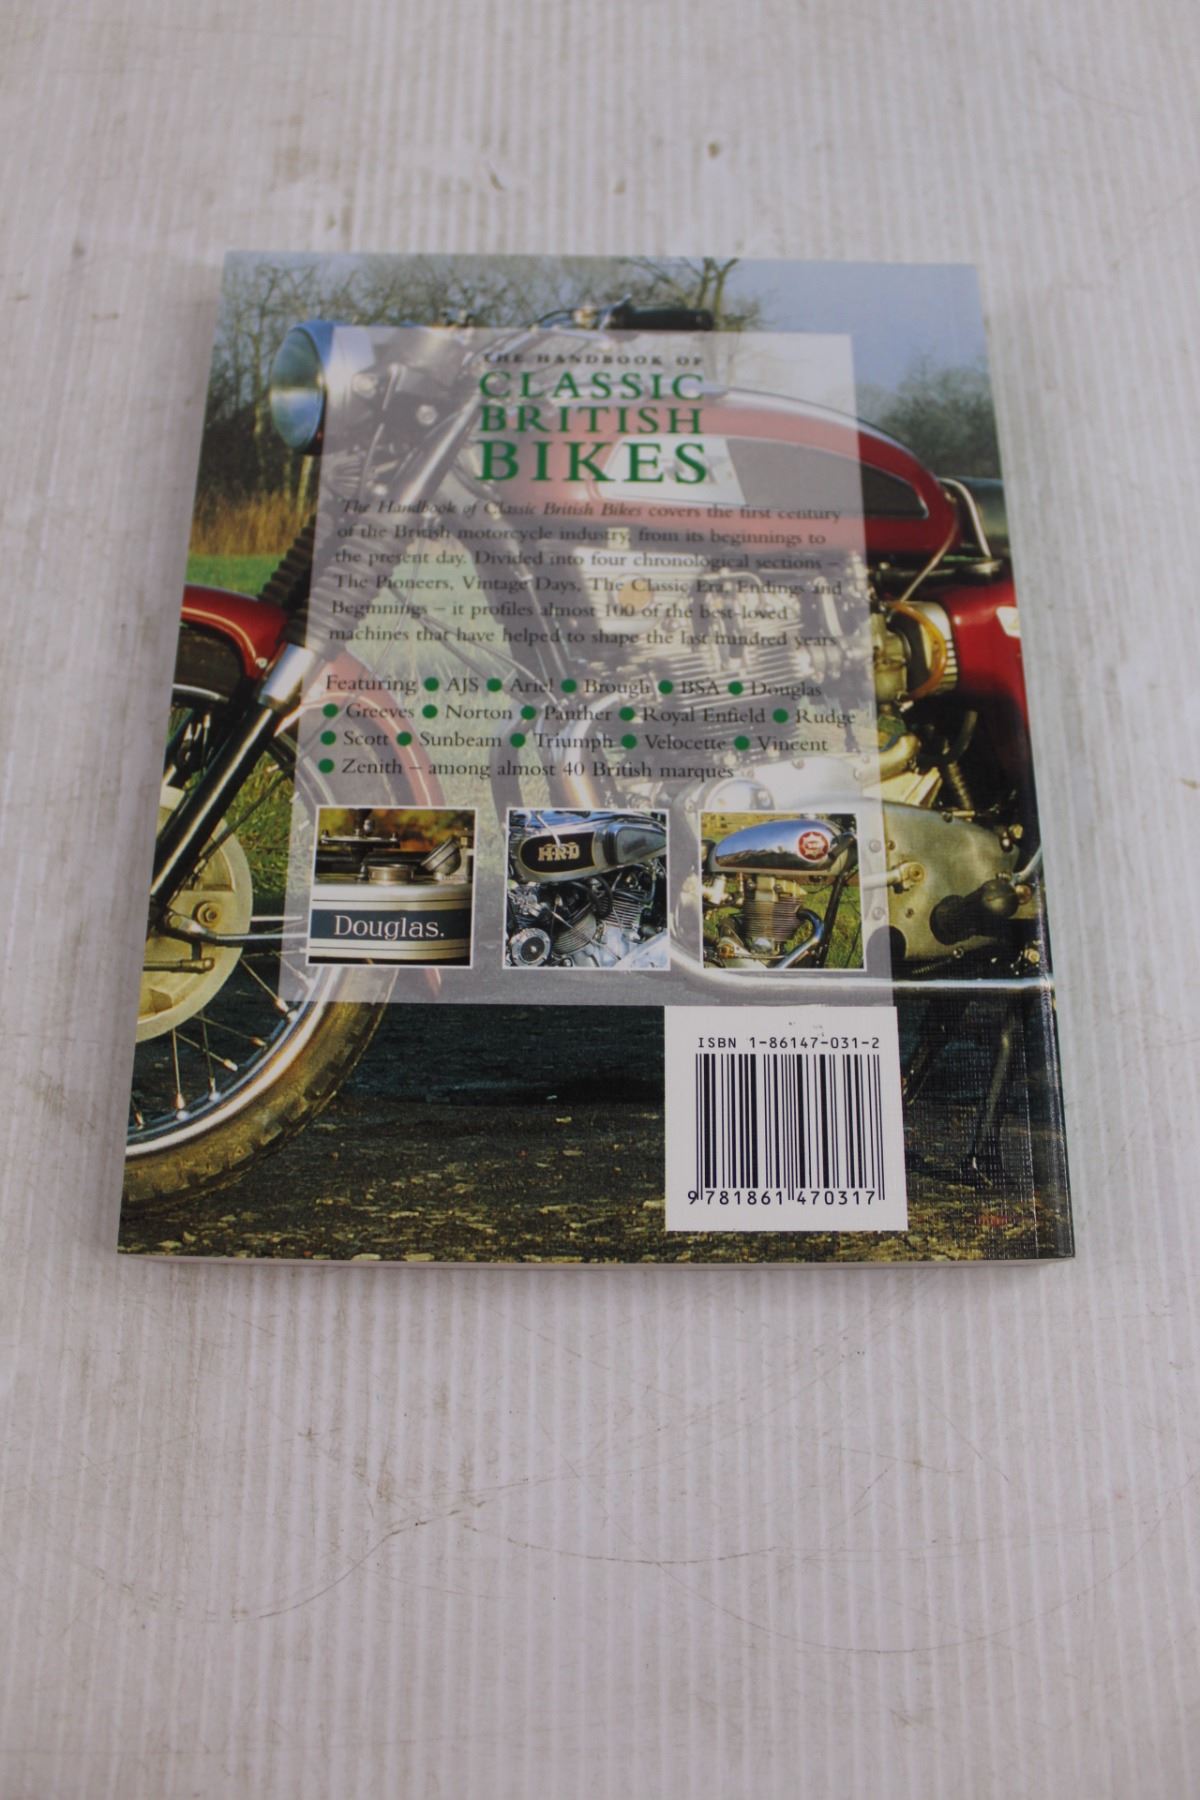 THE HANDBOOK OF
CLASSIC
BRITISH
BIKES
The Handbook of Classic British Bikes covers the first century
of the British motorcycle industry, from its beginnings to
the present day. Divided into four chronological sections –
The Pioneers, Vintage Days, The Classic Era, Endings and
Beginnings – it profiles almost 100 of the best-loved
machines that have helped to shape the last hundred years
Featuring ● AJS ● Ariel ● Brough ● BSA ● Douglas
● Greeves ● Norton ● Panther ● Royal Enfield ● Rudge
● Scott ● Sunbeam ● Triumph ● Velocette ● Vincent
● Zenith – among almost 40 British marques
Douglas.
HRD
ISBN 1-86147-031-2
9 781861 470317